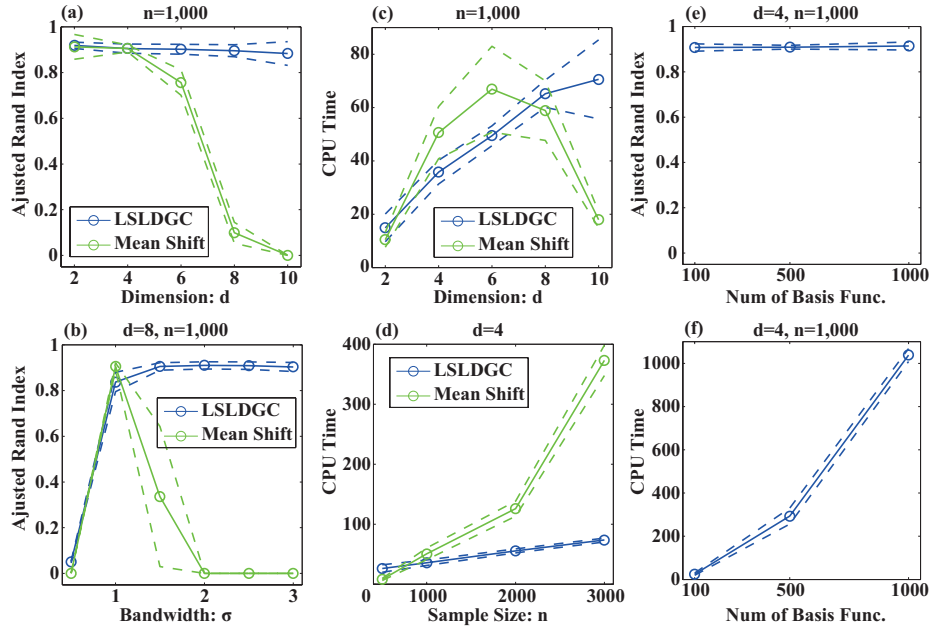 (a) n=1,000
Ajusted Rand Index
1
0.8
0.6
0.4
0.2
0
LSLDGC
Mean Shift
2 4 6 8 10
Dimension: d
(c) n=1,000
CPU Time
80
60
40
20
0
LSLDGC
Mean Shift
2 4 6 8 10
Dimension: d
(e) d=4, n=1,000
Ajusted Rand Index
1
0.8
0.6
0.4
0.2
0
100 500 1000
Num of Basis Func.
(b) d=8, n=1,000
Ajusted Rand Index
1
0.8
0.6
0.4
0.2
0
LSLDGC
Mean Shift
1 2 3
Bandwidth: σ
(d) d=4
CPU Time
400
300
200
100
LSLDGC
Mean Shift
0 1000 2000 3000
Sample Size: n
(f) d=4, n=1,000
CPU Time
1000
800
600
400
200
0
100 500 1000
Num of Basis Func.